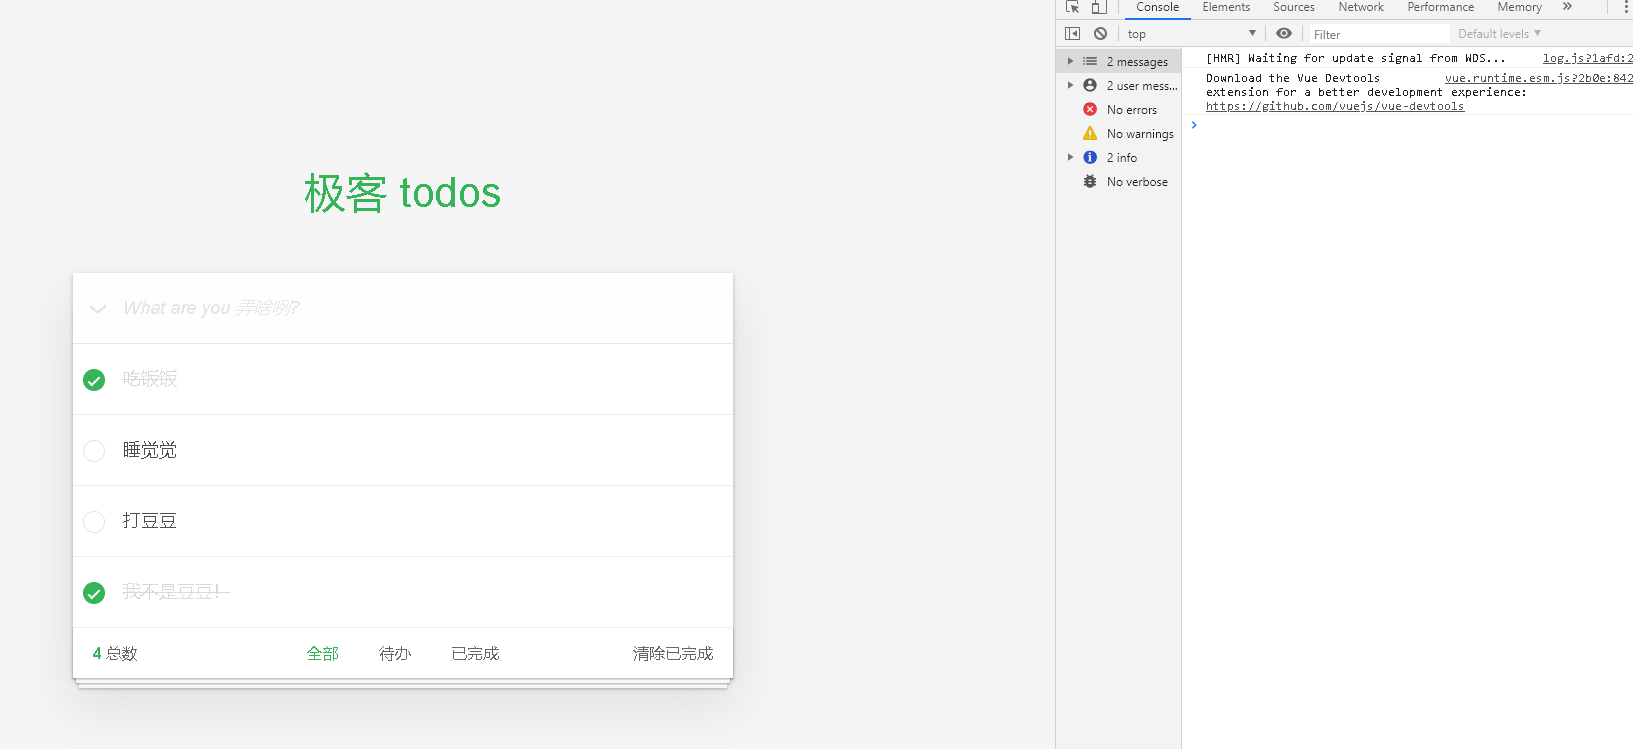 极客 todos
What are you 弄啥咧?
吃饭饭
睡觉觉
打豆豆
我不是豆豆!
4 总数 全部 待办 已完成 清除已完成
Console Elements Sources Network Performance Memory »
top Filter Default levels
2 messages
2 user mess...
No errors
No warnings
2 info
No verbose
[HMR] Waiting for update signal from WDS... log.js?1afd:2
Download the Vue Devtools vue.runtime.esm.js?2b0e:842
extension for a better development experience:
https://github.com/vuejs/vue-devtools